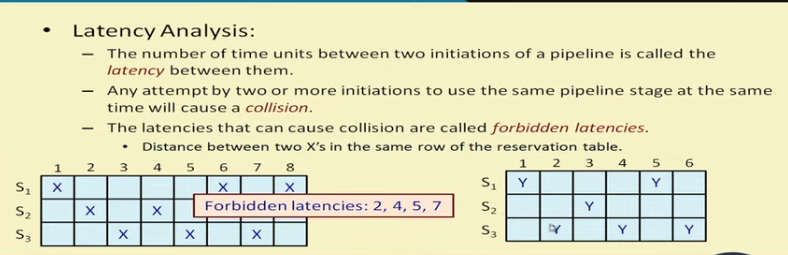 • Latency Analysis:
– The number of time units between two initiations of a pipeline is called the
latency between them.
– Any attempt by two or more initiations to use the same pipeline stage at the same
time will cause a collision.
– The latencies that can cause collision are called forbidden latencies.
• Distance between two X's in the same row of the reservation table.
1 2 3 4 5 6 7 8
S1 X X X
S2 X X
Forbidden latencies: 2, 4, 5, 7
S3 X X X
1 2 3 4 5 6
S1 Y Y
S2 Y
S3 Y Y Y